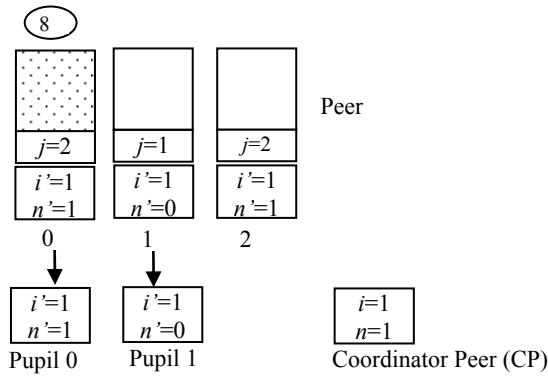 8
Peer
j=2 j=1 j=2
i’=1 i’=1 i’=1
n’=1 n’=0 n’=1
0 1 2
i’=1 i’=1 i=1
n’=1 n’=0 n=1
Pupil 0 Pupil 1 Coordinator Peer (CP)